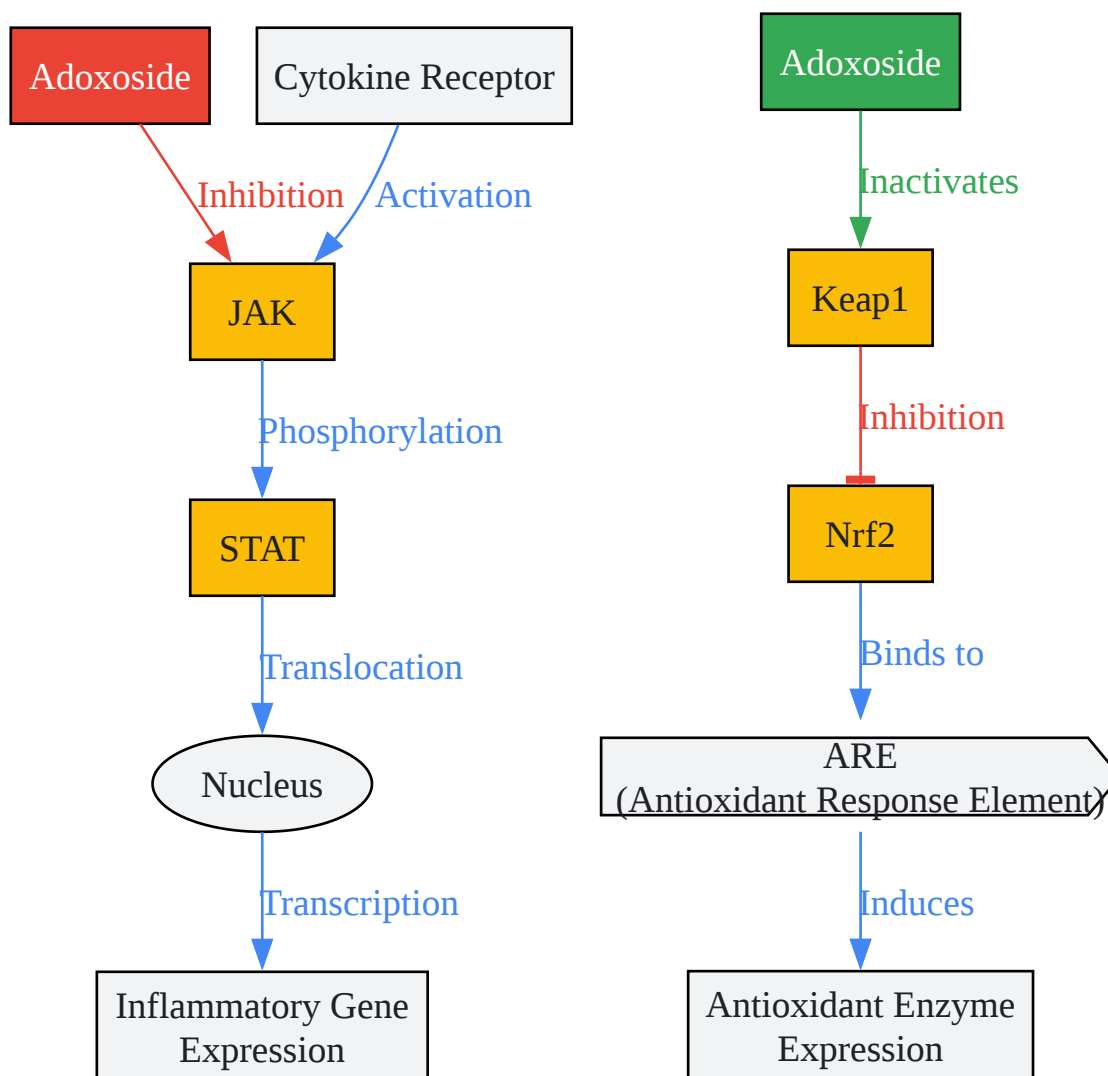 Adoxoside
Cytokine Receptor
Inhibition
Activation
JAK
Phosphorylation
STAT
Translocation
Nucleus
Transcription
Inflammatory Gene
Expression
Adoxoside
Inactivates
Keap1
Inhibition
Nrf2
Binds to
ARE
(Antioxidant Response Element)
Induces
Antioxidant Enzyme
Expression